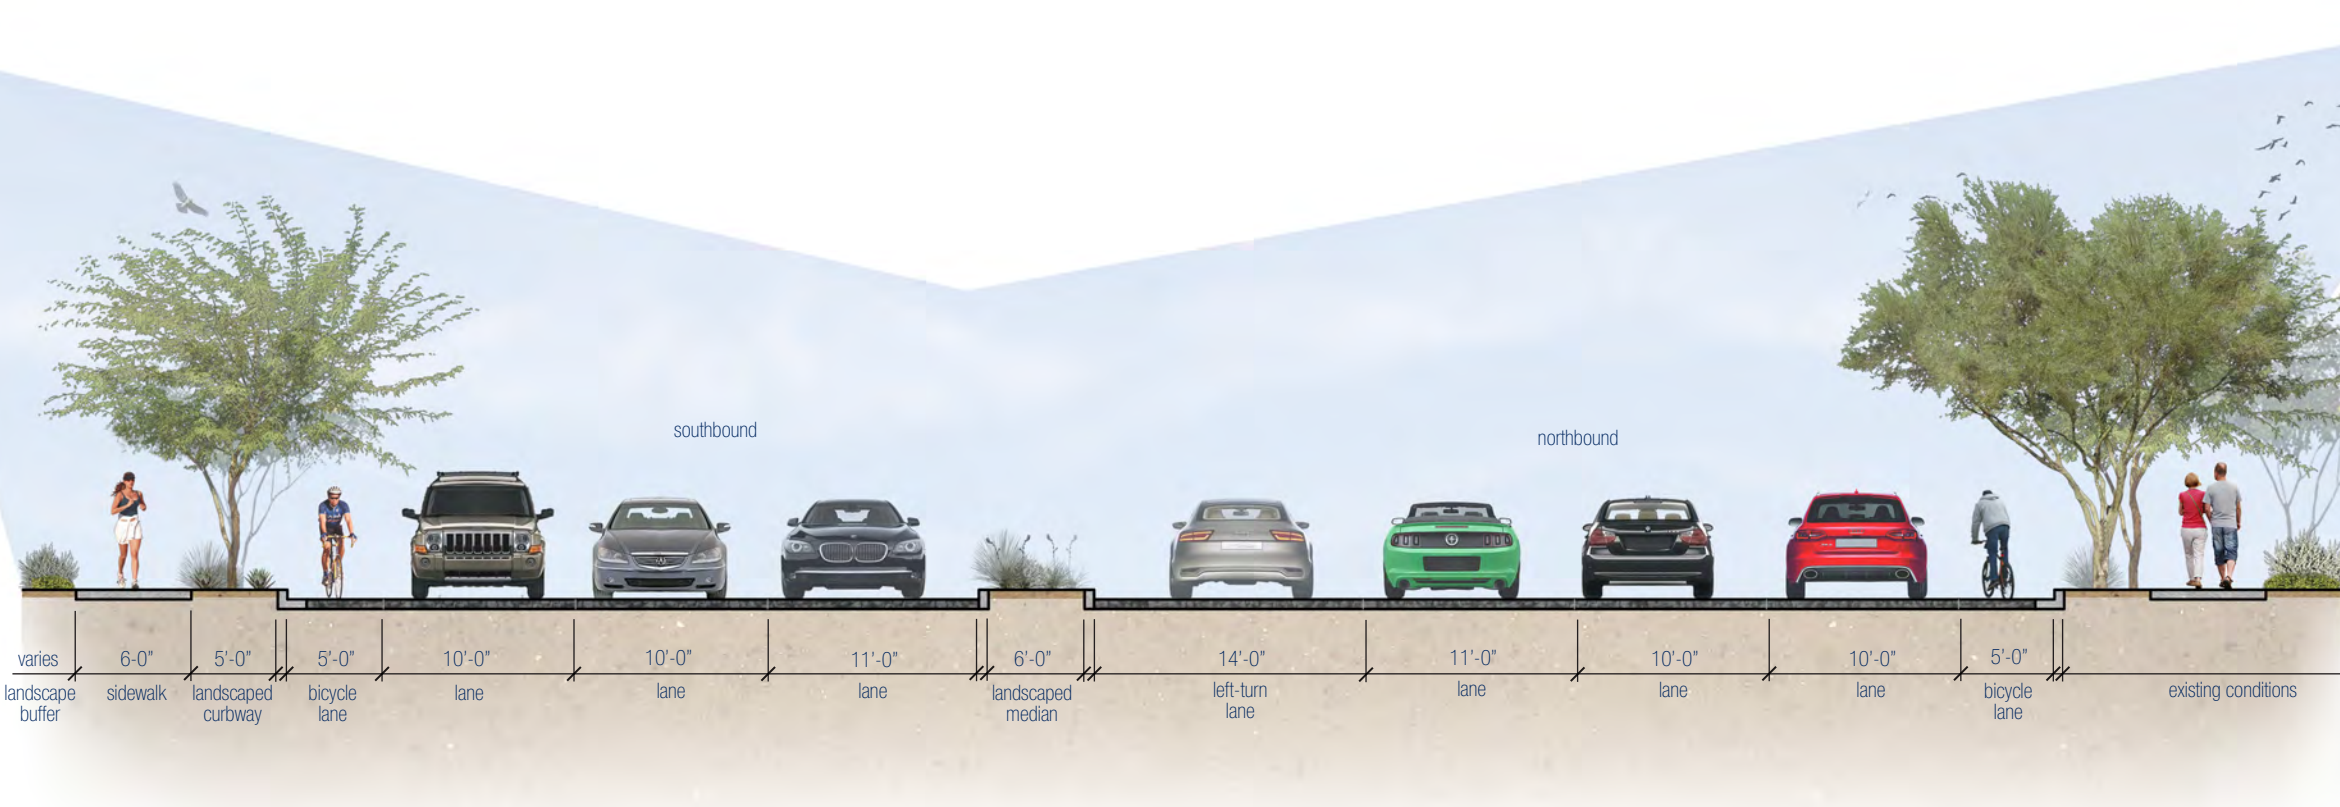 southbound
northbound
varies
6-0”
5’-0”
5’-0”
10’-0”
10’-0”
11’-0”
6’-0”
14’-0”
11’-0”
10’-0”
10’-0”
5’-0”
landscape
buffer
sidewalk
landscaped
curbway
bicycle
lane
lane
lane
lane
landscaped
median
left-turn
lane
lane
lane
lane
bicycle
lane
existing conditions